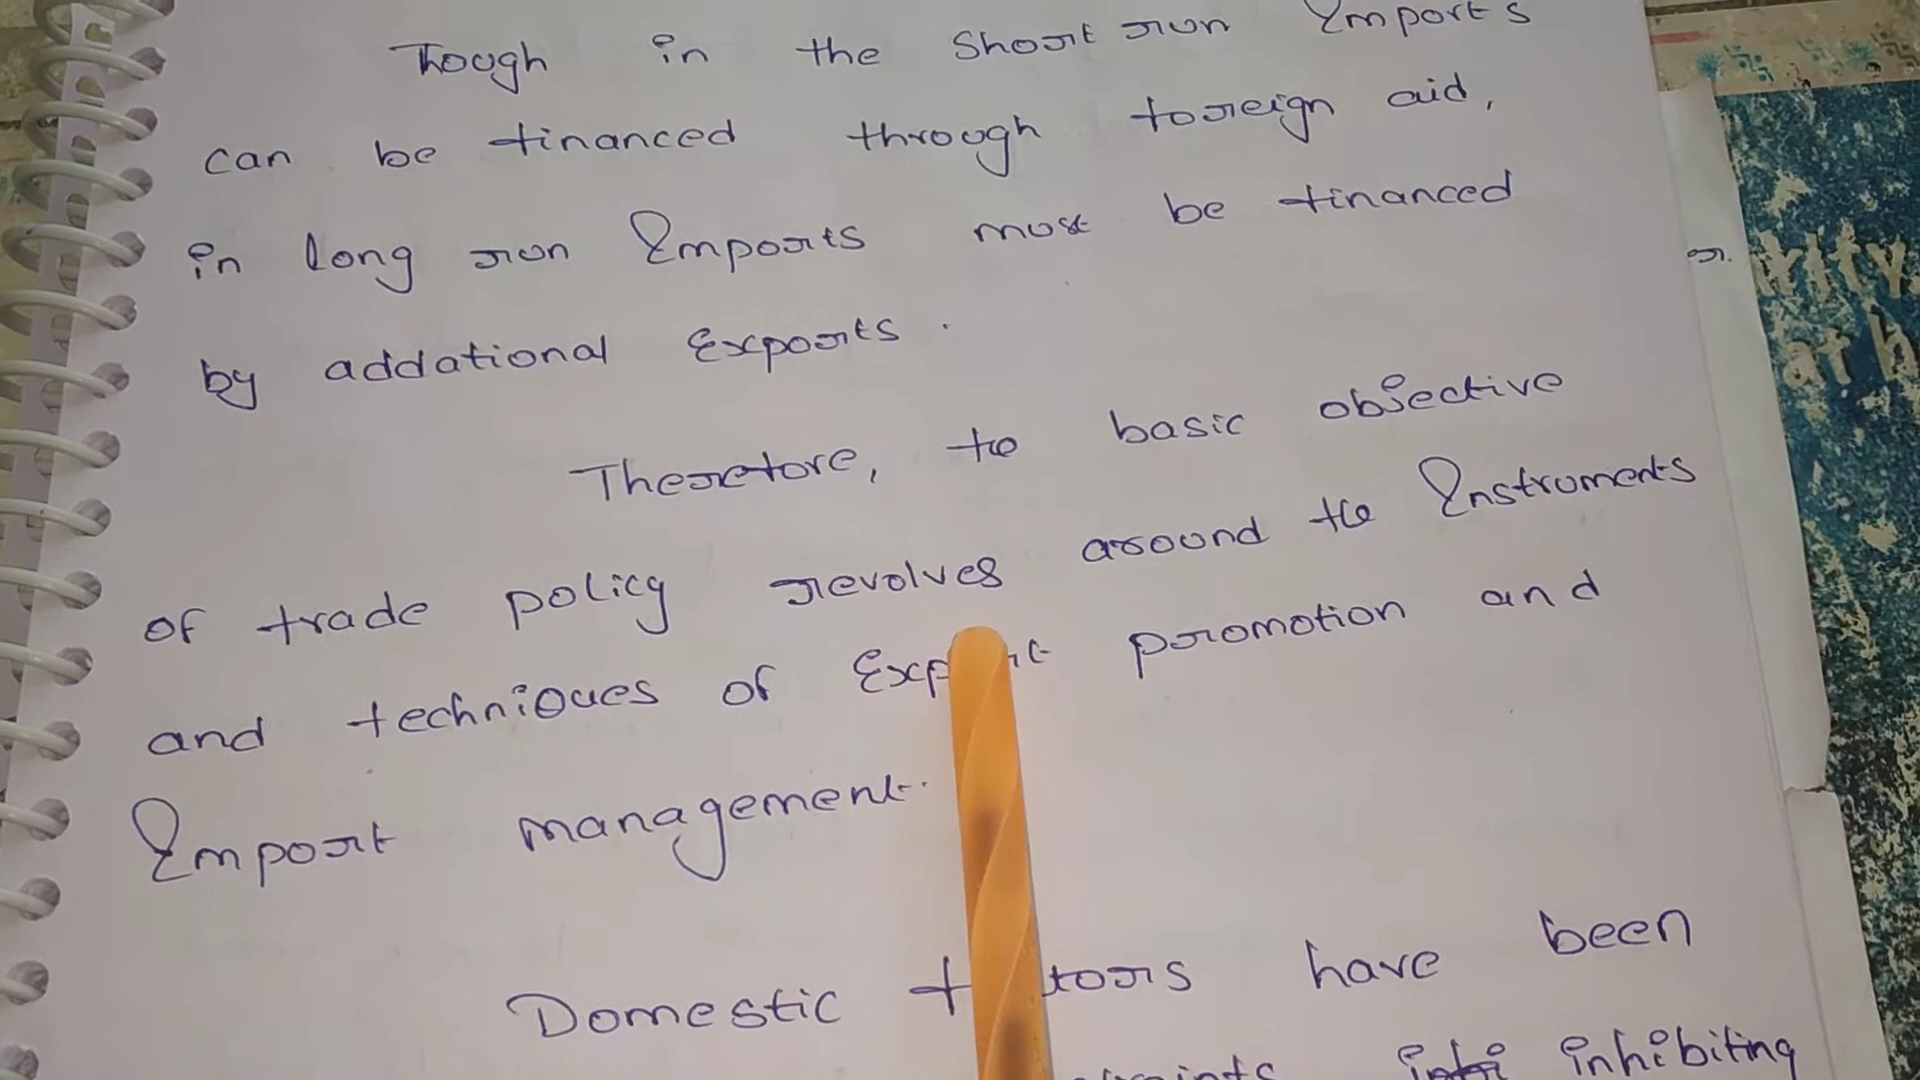 Though in the short run Imports
can be financed through foreign aid,
in long run Imports must be financed
by addational Exports.
Therefore, the basic objective
of trade policy revolves around the Instruments
and techniques of Export promotion and
Import management.
Domestic factors have been
inhibiting